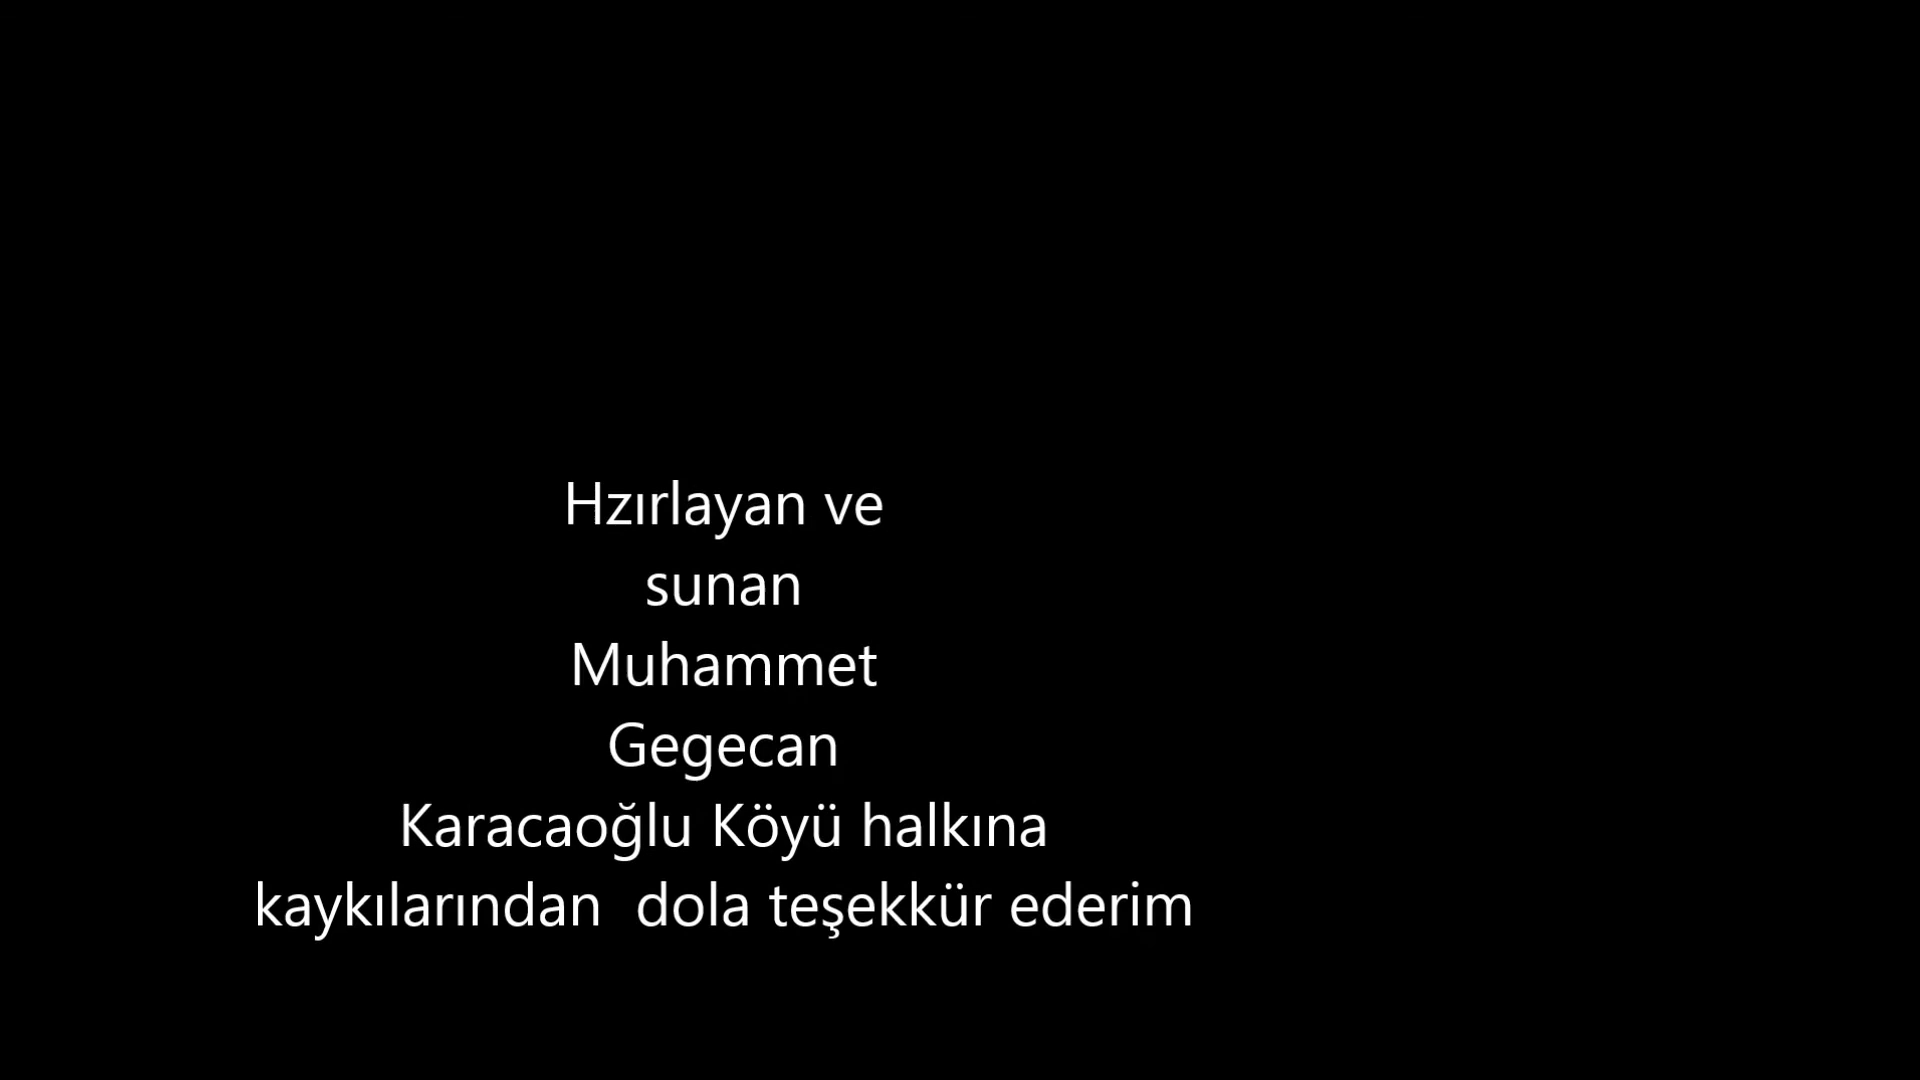 Hzırlayan ve
sunan
Muhammet
Gegecan
Karacaoğlu Köyü halkına
kaykılarından  dola teşekkür ederim